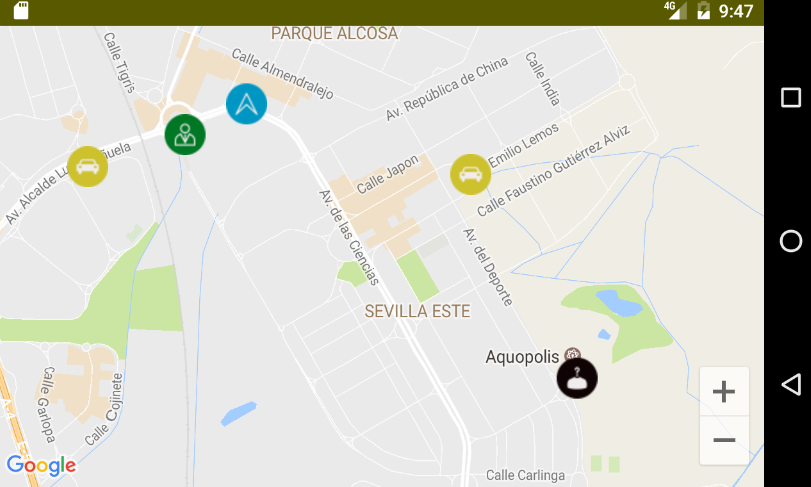 4G 9:47
PARQUE ALCOSA
Calle Tigris
Calle Almendralejo
Av. República de China
Calle India
Av. Alcalde
Emilio Lemos
Calle Faustino Gutiérrez Alviz
Calle Japon
Av. de las Ciencias
Av. del Deporte
SEVILLA ESTE
Aquopolis
?
Calle Garlopa
Calle Cojinete
A-4
Google
Calle Carlinga
+
−